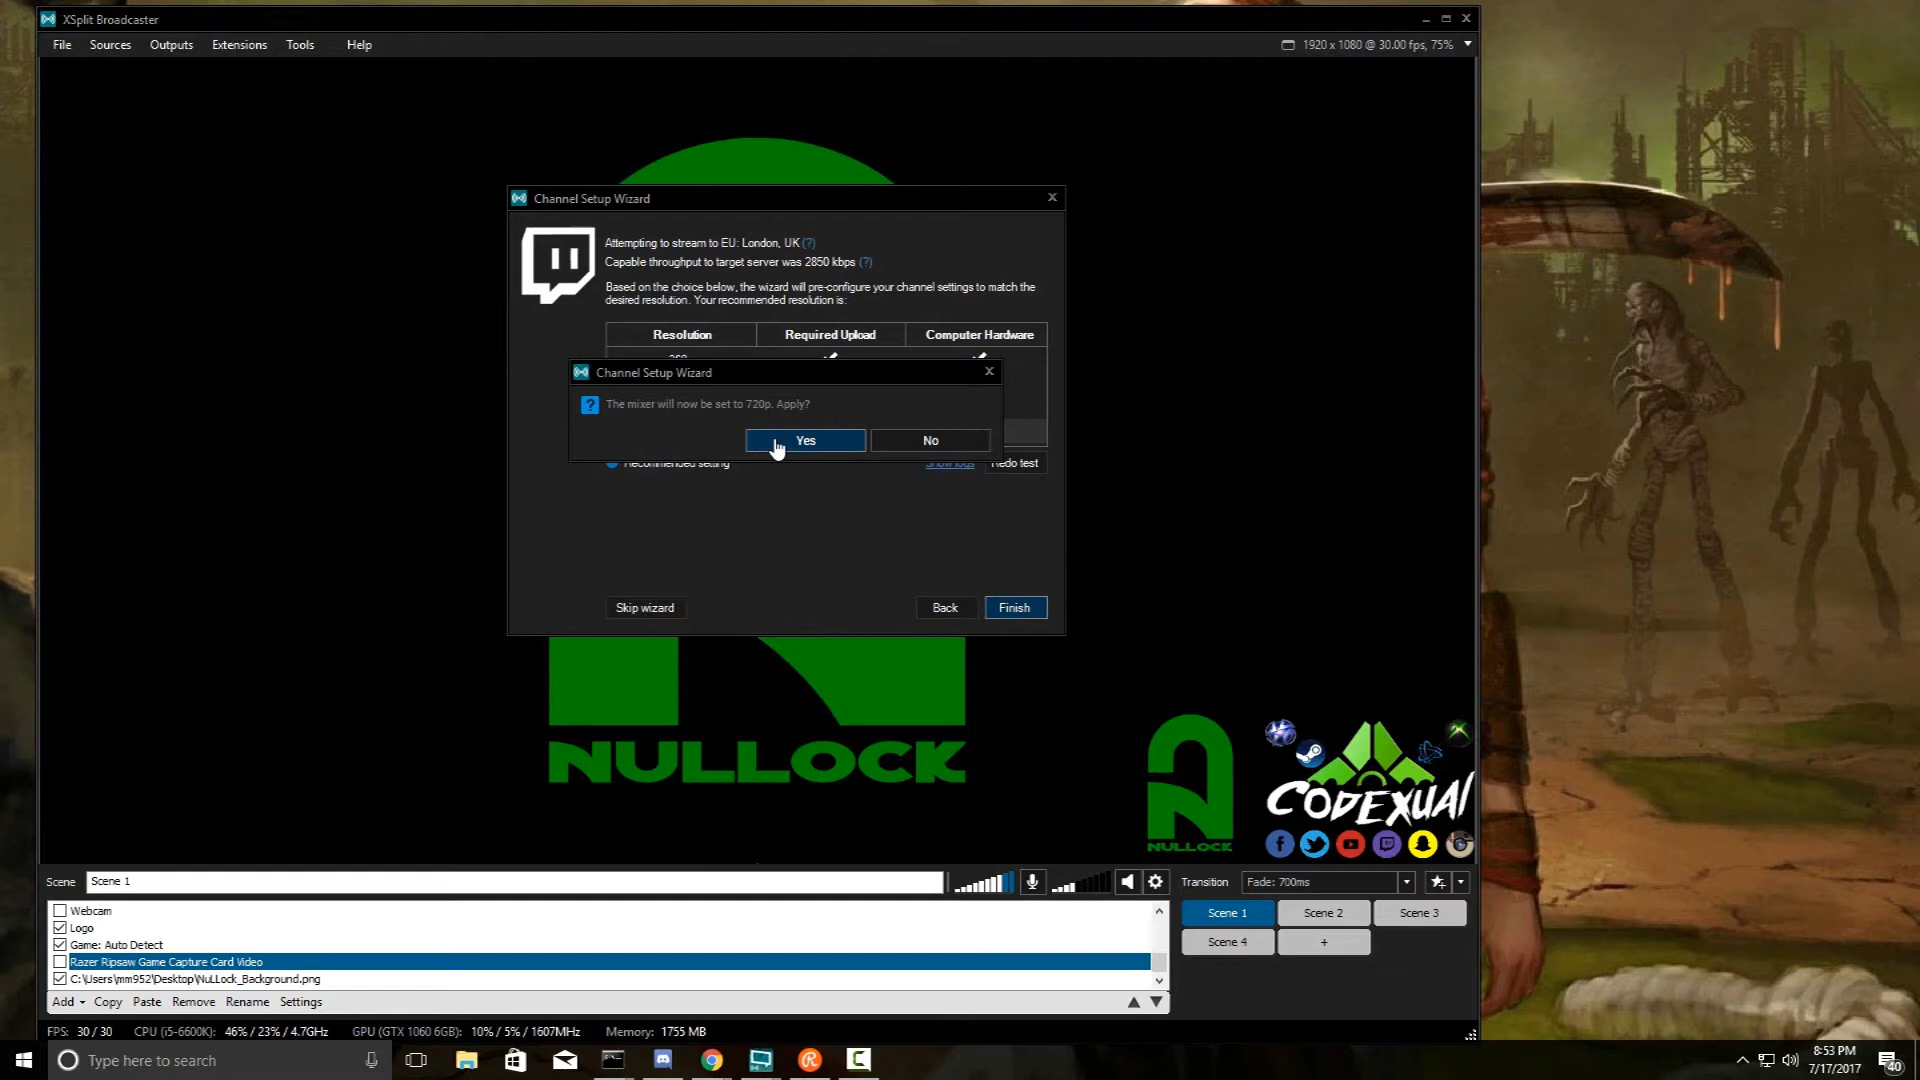 XSplit Broadcaster
File Sources Outputs Extensions Tools Help
1920 x 1080 @ 30.00 fps, 75%
Channel Setup Wizard
Attempting to stream to EU: London, UK (?)
Capable throughput to target server was 2850 kbps (?)
Based on the choice below, the wizard will pre-configure your channel settings to match the
desired resolution. Your recommended resolution is:
Resolution Required Upload Computer Hardware
Channel Setup Wizard
The mixer will now be set to 720p. Apply?
Yes No
Recommended setting Show logs Redo test
Skip wizard Back Finish
NULLOCK
NULLOCK
CODEXUAL
Scene Scene 1
Transition Fade: 700ms
Webcam
Logo
Game: Auto Detect
Razer Ripsaw Game Capture Card Video
C:\Users\mm952\Desktop\NuLLock_Background.png
Scene 1 Scene 2 Scene 3
Scene 4 +
Add Copy Paste Remove Rename Settings
FPS: 30 / 30 CPU (i5-6600K): 46% / 23% / 4.7GHz GPU (GTX 1060 6GB): 10% / 5% / 1607MHz Memory: 1755 MB
Type here to search
8:53 PM
7/17/2017
40